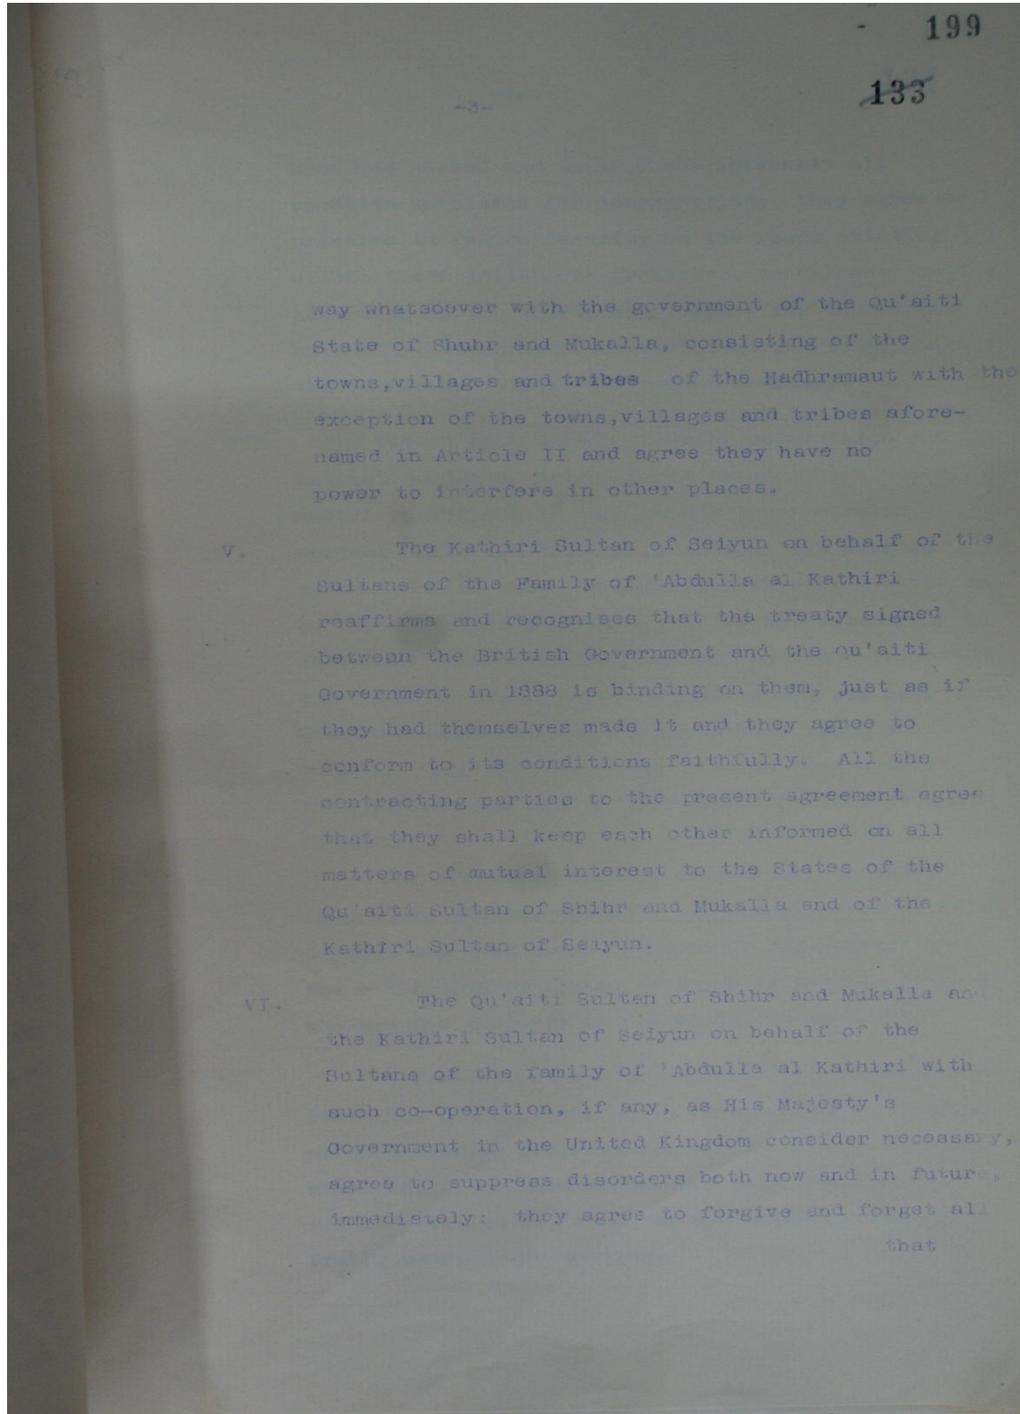 199
133
-3-
way whatsoever with the government of the Qu'aiti
State of Shuhr and Mukalla, consisting of the
towns,villages and tribes of the Hadhramaut with the
exception of the towns,villages and tribes afore-
named in Article II and agree they have no
power to interfere in other places.
V. The Kathiri Sultan of Seiyun on behalf of the
Sultans of the Family of 'Abdulla al Kathiri
reaffirms and recognises that the treaty signed
between the British Government and the Qu'aiti
Government in 1888 is binding on them, just as if
they had themselves made it and they agree to
conform to its conditions faithfully. All the
contracting parties to the present agreement agree
that they shall keep each other informed on all
matters of mutual interest to the States of the
Qu'aiti Sultan of Shihr and Mukalla and of the
Kathiri Sultan of Seiyun.
VI. The Qu'aiti Sultan of Shihr and Mukalla and
the Kathiri Sultan of Seiyun on behalf of the
Sultans of the family of 'Abdulla al Kathiri with
such co-operation, if any, as His Majesty's
Government in the United Kingdom consider necessary,
agree to suppress disorders both now and in future,
immediately: they agree to forgive and forget all
that